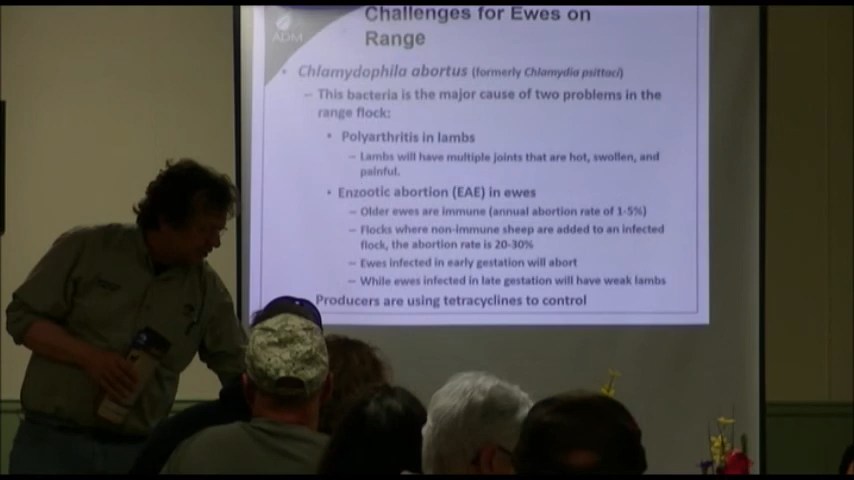 Challenges for Ewes on
Range
ADM
• Chlamydophila abortus (formerly Chlamydia psittaci)
– This bacteria is the major cause of two problems in the
range flock:
• Polyarthritis in lambs
– Lambs will have multiple joints that are hot, swollen, and
painful.
• Enzootic abortion (EAE) in ewes
– Older ewes are immune (annual abortion rate of 1-5%)
– Flocks where non-immune sheep are added to an infected
flock, the abortion rate is 20-30%
– Ewes infected in early gestation will abort
– While ewes infected in late gestation will have weak lambs
Producers are using tetracyclines to control